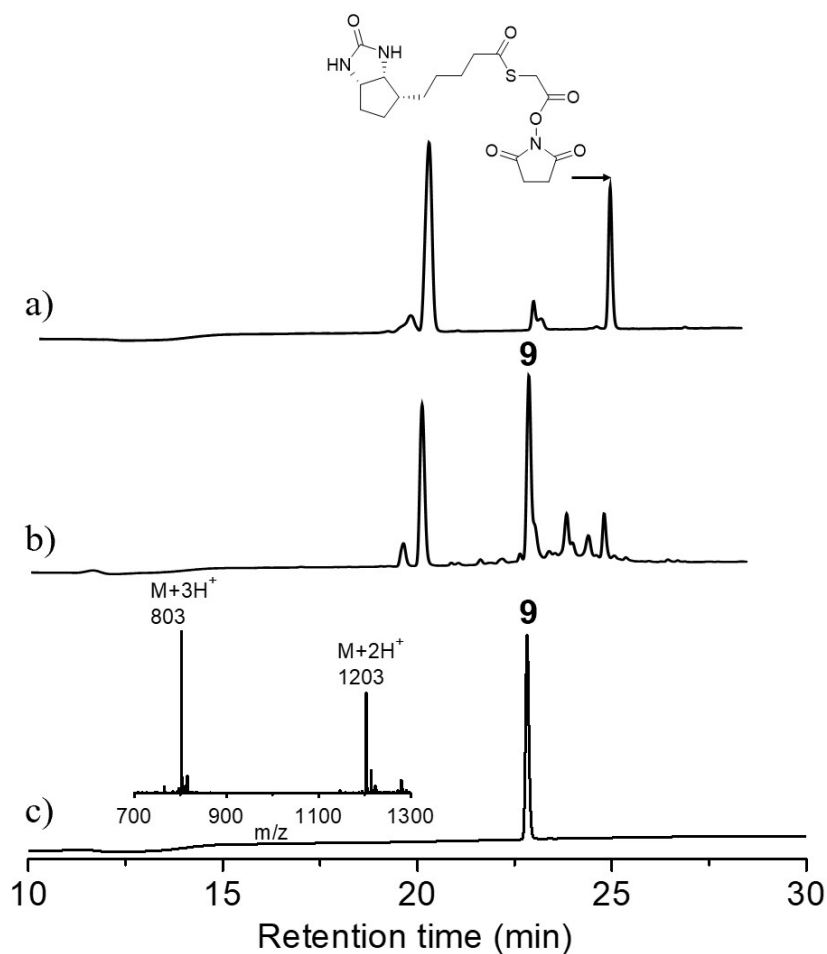 O
HN
NH
O
S
O
O
N
O
O
a)
9
b)
M+3H+
803
M+2H+
1203
9
c)
700 900 1100 1300
m/z
10 15 20 25 30
Retention time (min)